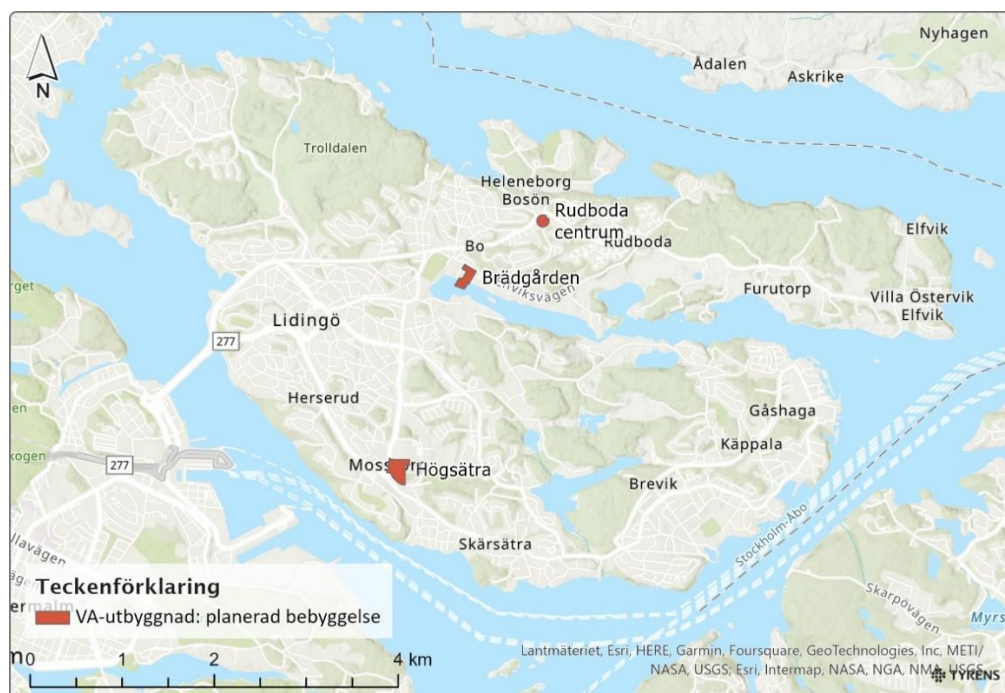 Nyhagen
Ådalen
Askrike
N
Trolldalen
Heleneborg
Bosön
Rudboda
centrum
Elfvik
Bo
Rudboda
Brädgården
Furutorp
Villa Östervik
Elfvik
Lidingö
277
Herserud
Gåshaga
Käppala
277
Högsätra
Brevik
Skärsätra
Stockholm-Åbo
Skarpövägen
Teckenförklaring
VA-utbyggnad: planerad bebyggelse
0 1 2 4 km
Lantmäteriet, Esri, HERE, Garmin, Foursquare, GeoTechnologies, Inc, METI/
NASA, USGS; Esri, Intermap, NASA, NGA, NMA, USGS
TYRÉNS